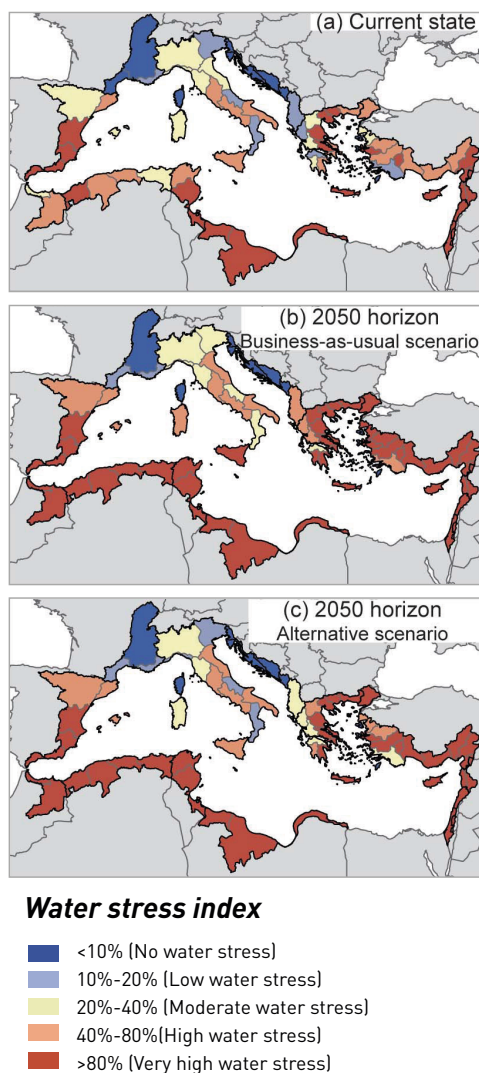 (a) Current state
(b) 2050 horizon
Business-as-usual scenario
(c) 2050 horizon
Alternative scenario
Water stress index
<10% (No water stress)
10%-20% (Low water stress)
20%-40% (Moderate water stress)
40%-80%(High water stress)
>80% (Very high water stress)